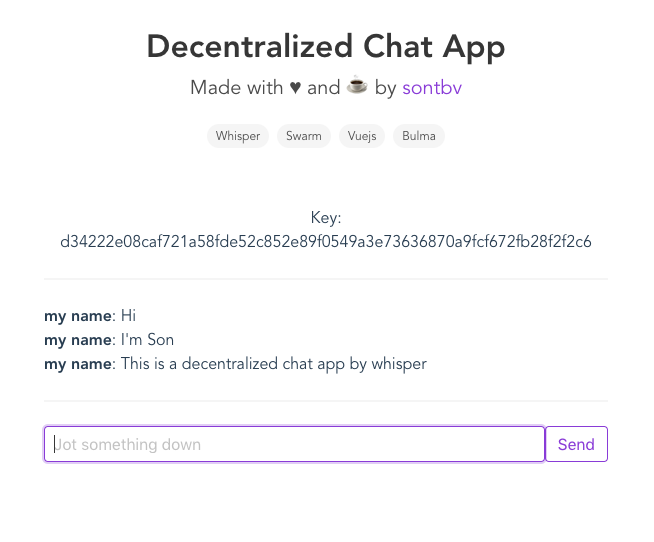 Decentralized Chat App
Made with ♥ and ☕ by sontbv
Whisper Swarm Vuejs Bulma
Key:
d34222e08caf721a58fde52c852e89f0549a3e73636870a9fcf672fb28f2f2c6
my name: Hi
my name: I'm Son
my name: This is a decentralized chat app by whisper
Jot something down Send